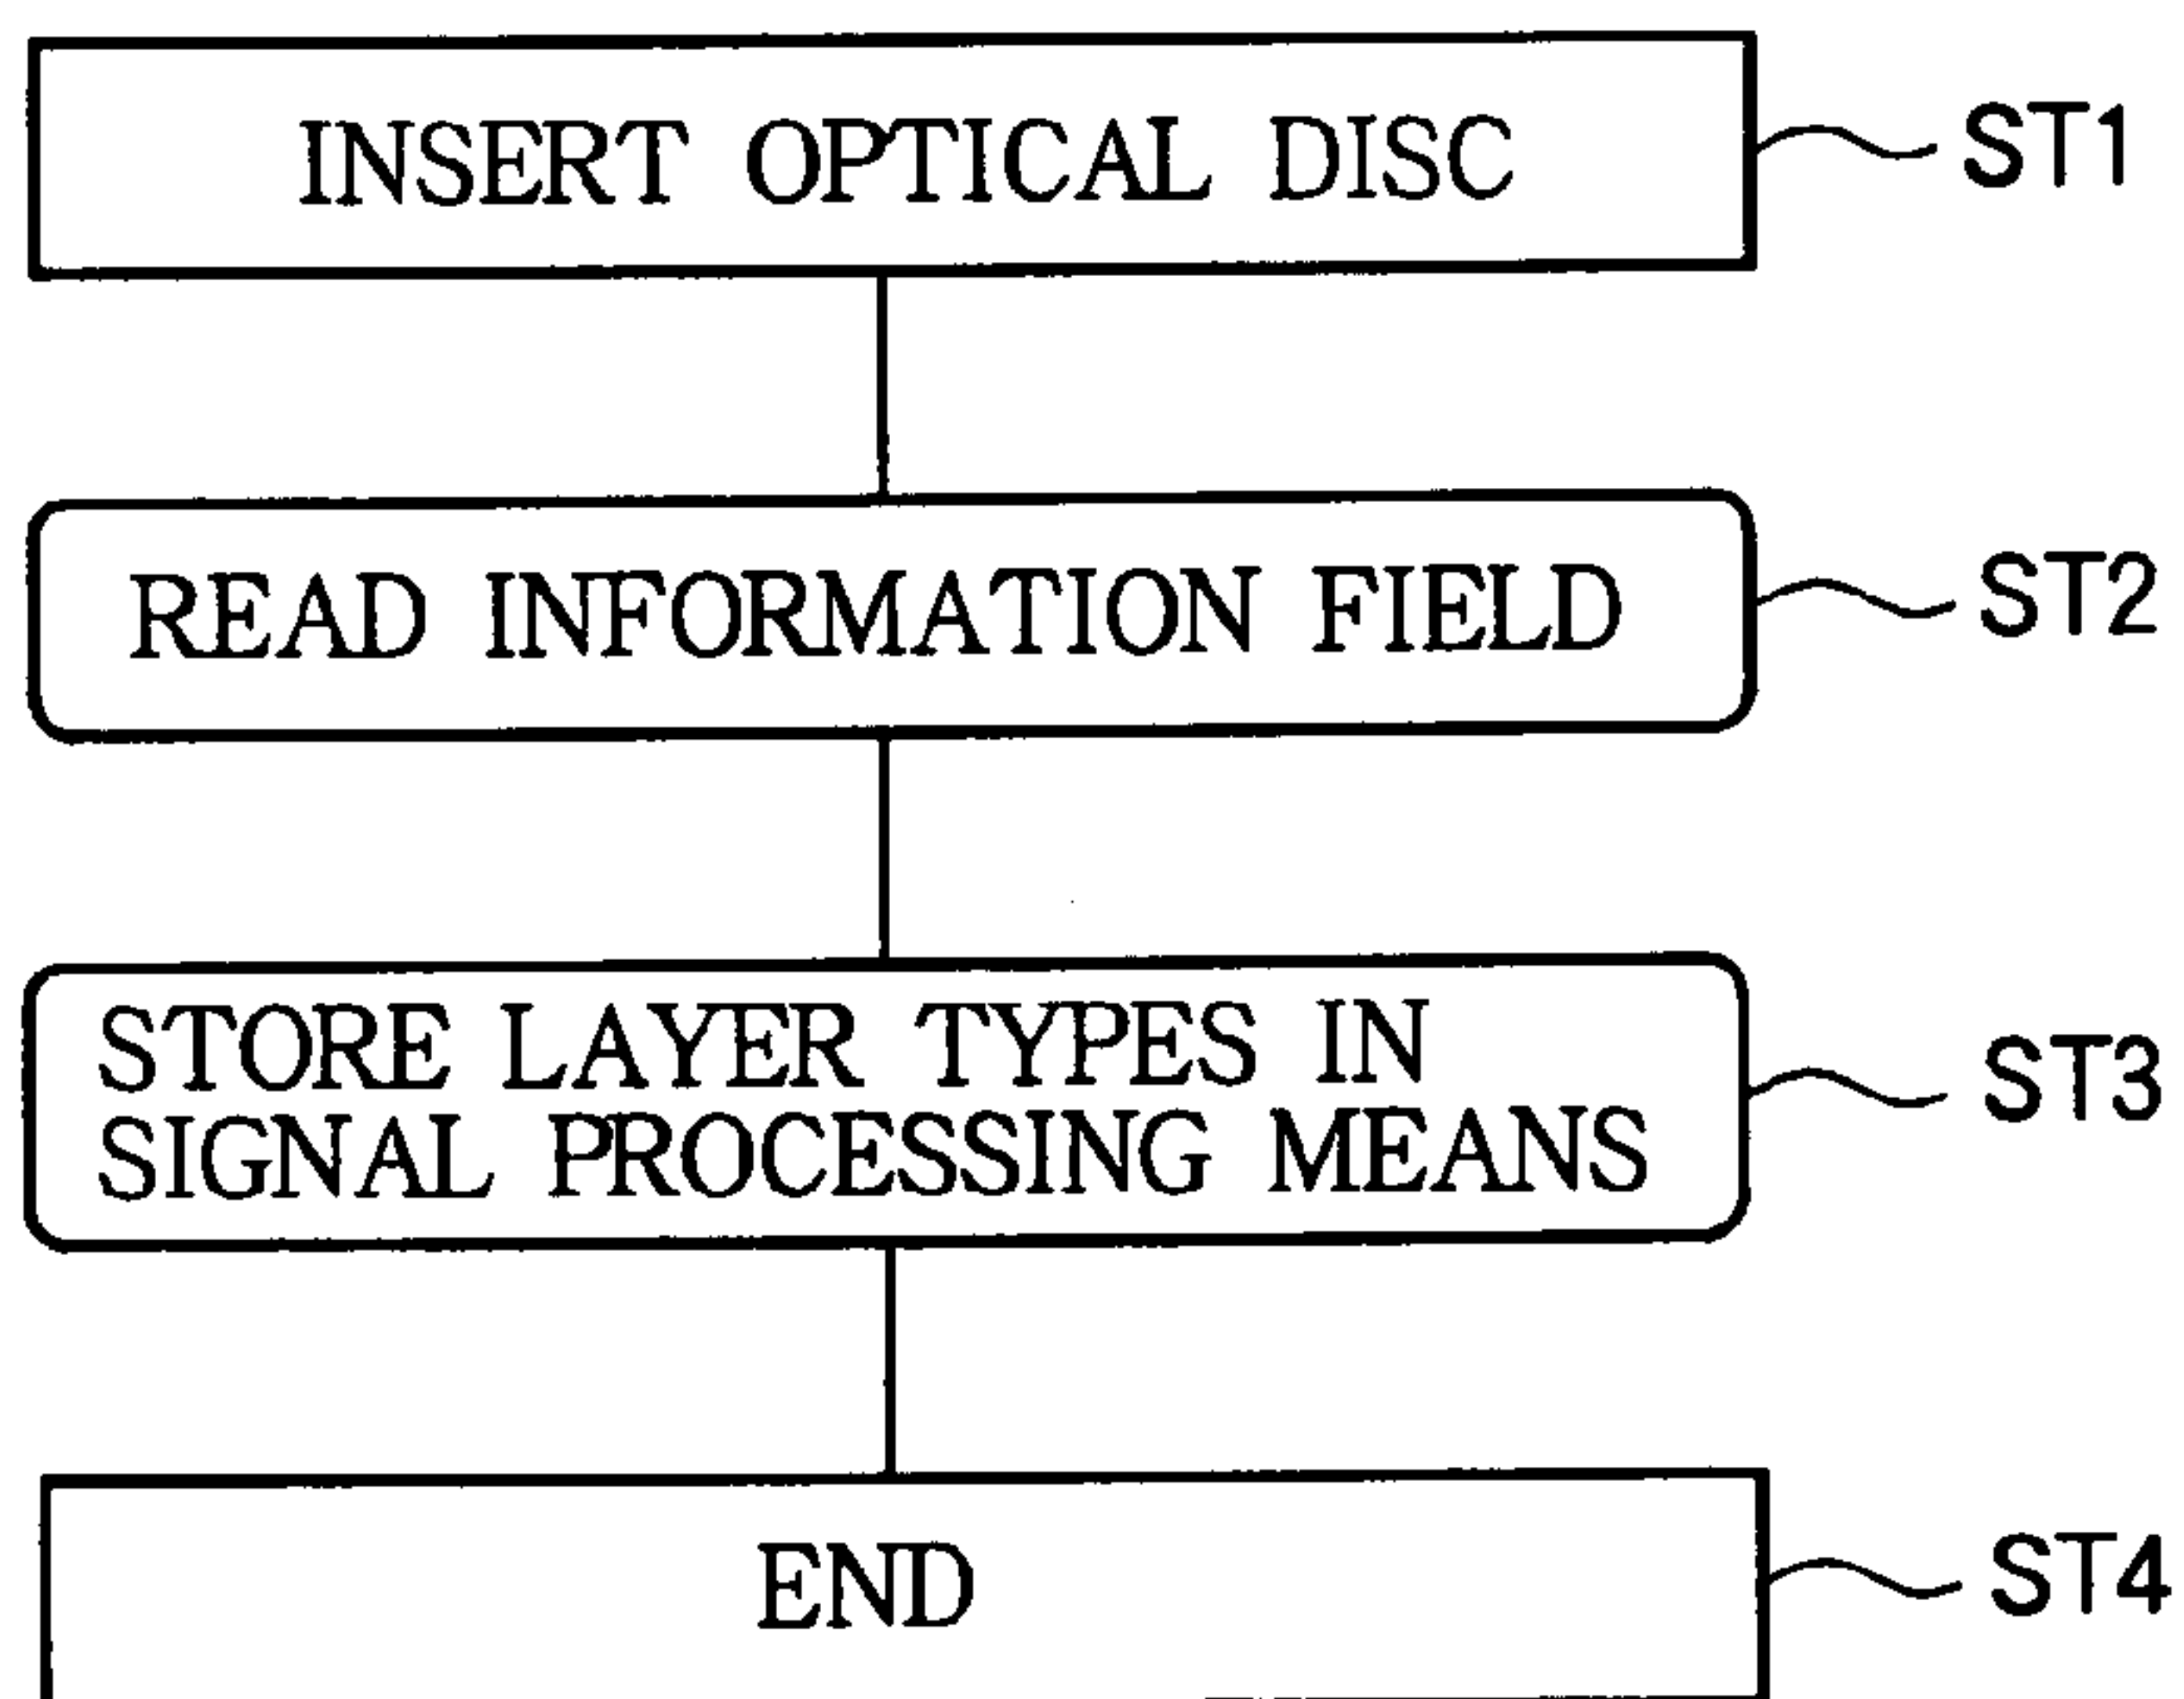 INSERT OPTICAL DISC ST1
READ INFORMATION FIELD ST2
STORE LAYER TYPES IN
SIGNAL PROCESSING MEANS ST3
END ST4